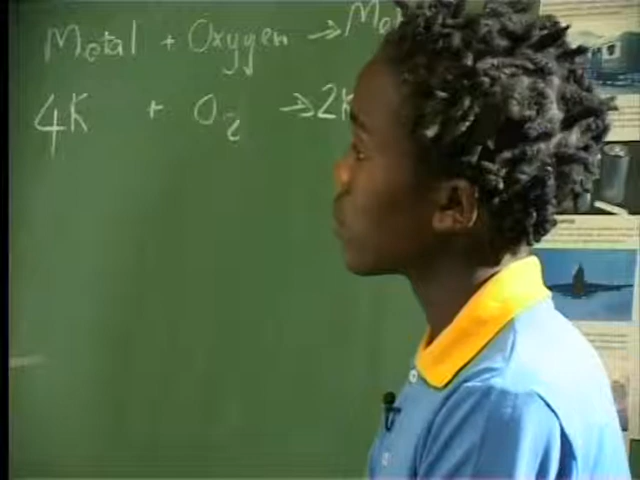 Metal + Oxygen → Me
4K + O₂ → 2K